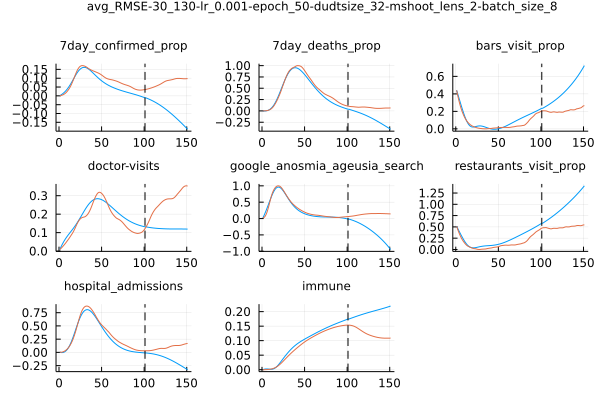 avg_RMSE-30_130-lr_0.001-epoch_50-dudtsize_32-mshoot_lens_2-batch_size_8
7day_confirmed_prop 7day_deaths_prop bars_visit_prop
0.15 1.00 0.6
0.10 0.75
0.05 0.50 0.4
0.00 0.25 0.2
−0.05 0.00
−0.10 −0.25 0.0
−0.15
0 50 100 150 0 50 100 150 0 50 100 150
doctor-visits google_anosmia_ageusia_search restaurants_visit_prop
0.3 1.0 1.25
0.2 0.5 1.00
0.1 0.0 0.75
0.0 −0.5 0.50
−1.0 0.25
0.00
0 50 100 150 0 50 100 150 0 50 100 150
hospital_admissions immune
0.75 0.20
0.50 0.15
0.25 0.10
0.00 0.05
−0.25 0.00
0 50 100 150 0 50 100 150